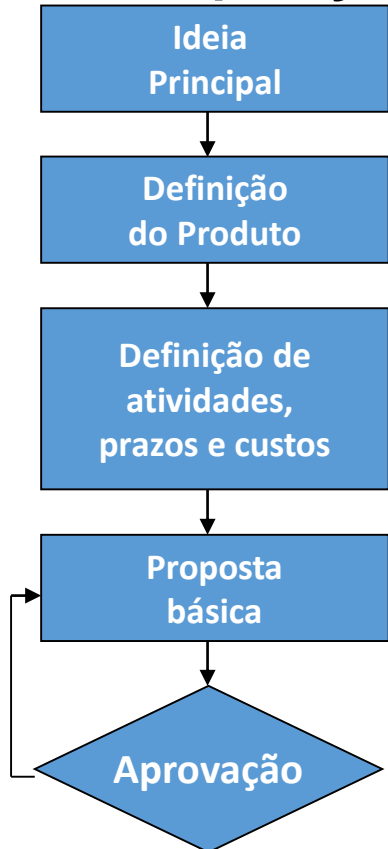 Ideia
Principal
Definição
do Produto
Definição de
atividades,
prazos e custos
Proposta
básica
Aprovação